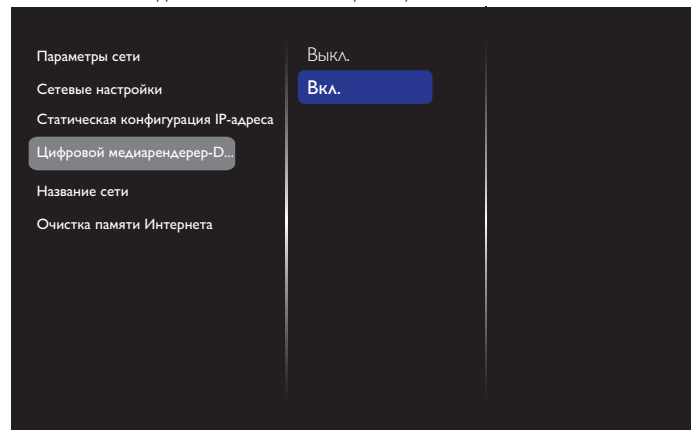 Параметры сети
Сетевые настройки
Статическая конфигурация IP-адреса
Цифровой медиарендерер-D...
Название сети
Очистка памяти Интернета
Выкл.
Вкл.